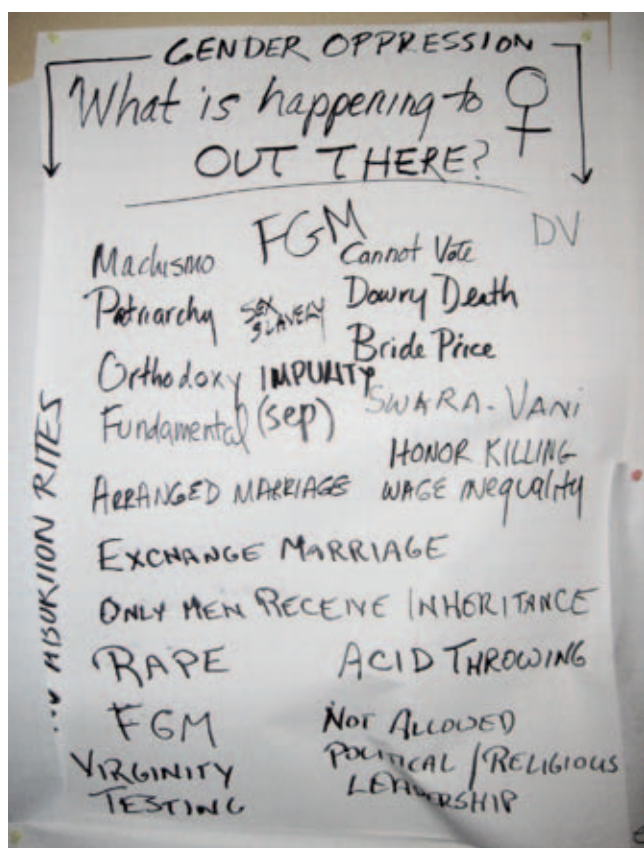 GENDER OPPRESSION
What is happening to ♀
OUT THERE?
FGM
DV
Machismo
Cannot Vote
Patriarchy
SEX
SLAVERY
Dowry Death
Bride Price
Orthodoxy IMPURITY
Fundamental (sep)
SWARA-VANi
HONOR KILLING
ARRANGED MARRIAGE
WAGE INequality
EXCHANGE MARRIAGE
ONLY MEN RECEIVE INHERITANCE
RAPE
ACID THROWING
FGM
NOT ALLOWED
POLITICAL / RELIGIOUS
LEADERSHIP
VIRGINITY
TESTING
RITES